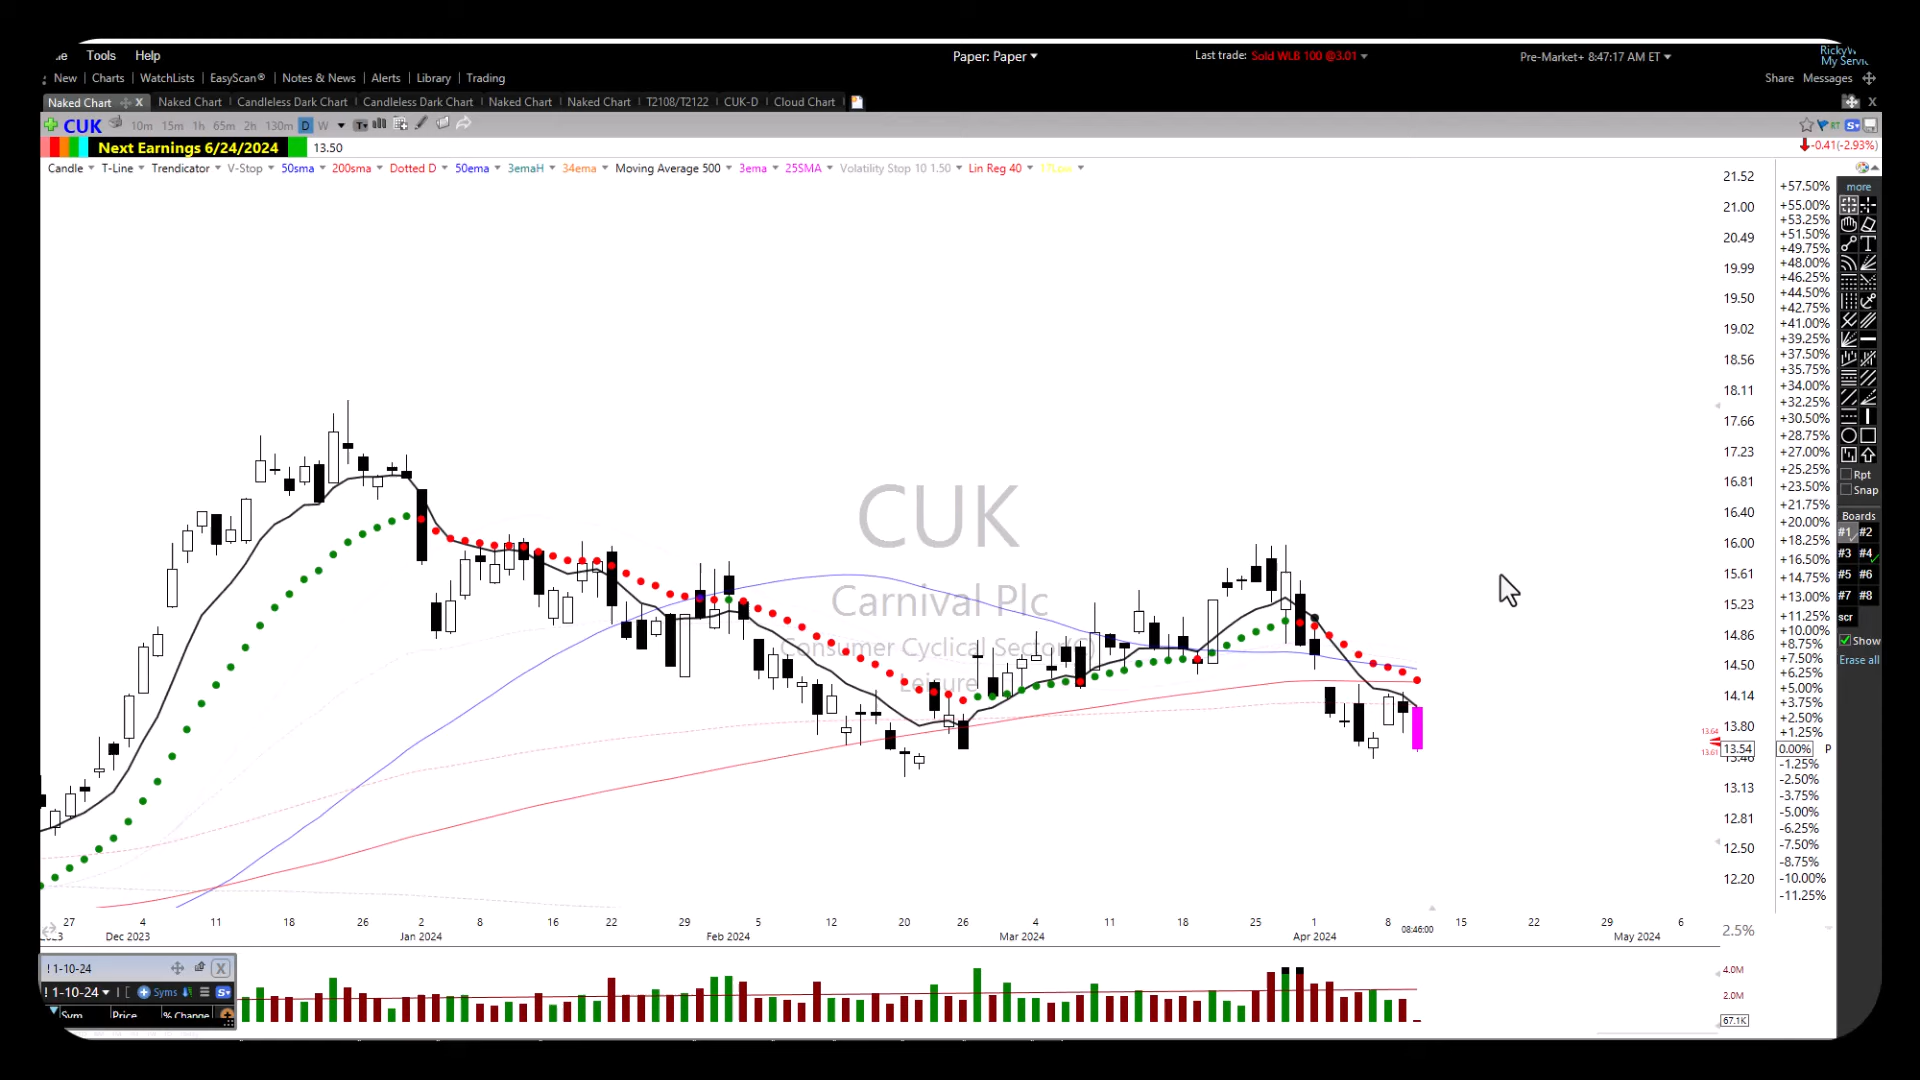 Tools Help
Paper: Paper
Last trade: Sold WLB 100 @3.01
Pre-Market+ 8:47:17 AM ET
My Servi
New | Charts | WatchLists | EasyScan® | Notes & News | Alerts | Library | Trading
Share Messages
Naked Chart X Naked Chart | Candleless Dark Chart | Candleless Dark Chart | Naked Chart | Naked Chart | T2108/T2122 | CUK-D | Cloud Chart
CUK 10m 15m 1h 65m 2h 130m D W
Next Earnings 6/24/2024 13.50
-0.41(-2.93%)
Candle T-Line Trendicator V-Stop 50sma 200sma Dotted D 50ema 3emaH 34ema Moving Average 500 3ema 25SMA Volatility Stop 10 1.50 Lin Reg 40 17Low
CUK
Carnival Plc
Consumer Cyclical Sector
Leisure
21.52
21.00
20.49
19.99
19.50
19.02
18.56
18.11
17.66
17.23
16.81
16.40
16.00
15.61
15.23
14.86
14.50
14.14
13.80
13.54
13.46
13.13
12.81
12.50
12.20
13.64
13.61
+57.50%
+55.00%
+53.25%
+51.50%
+49.75%
+48.00%
+46.25%
+44.50%
+42.75%
+41.00%
+39.25%
+37.50%
+35.75%
+34.00%
+32.25%
+30.50%
+28.75%
+27.00%
+25.25%
+23.50%
+21.75%
+20.00%
+18.25%
+16.50%
+14.75%
+13.00%
+11.25%
+10.00%
+8.75%
+7.50%
+6.25%
+5.00%
+3.75%
+2.50%
+1.25%
0.00% P
-1.25%
-2.50%
-3.75%
-5.00%
-6.25%
-7.50%
-8.75%
-10.00%
-11.25%
more
Rpt
Snap
Boards
#1 #2
#3 #4
#5 #6
#7 #8
scr
Show
Erase all
27 4 11 18 26 2 8 16 22 29 5 12 20 26 4 11 18 25 1 8 15 22 29 6
Dec 2023 Jan 2024 Feb 2024 Mar 2024 Apr 2024 08:46:00 May 2024
2.5%
! 1-10-24 X
! 1-10-24 Syms
Sym Price % Change
4.0M
2.0M
67.1K